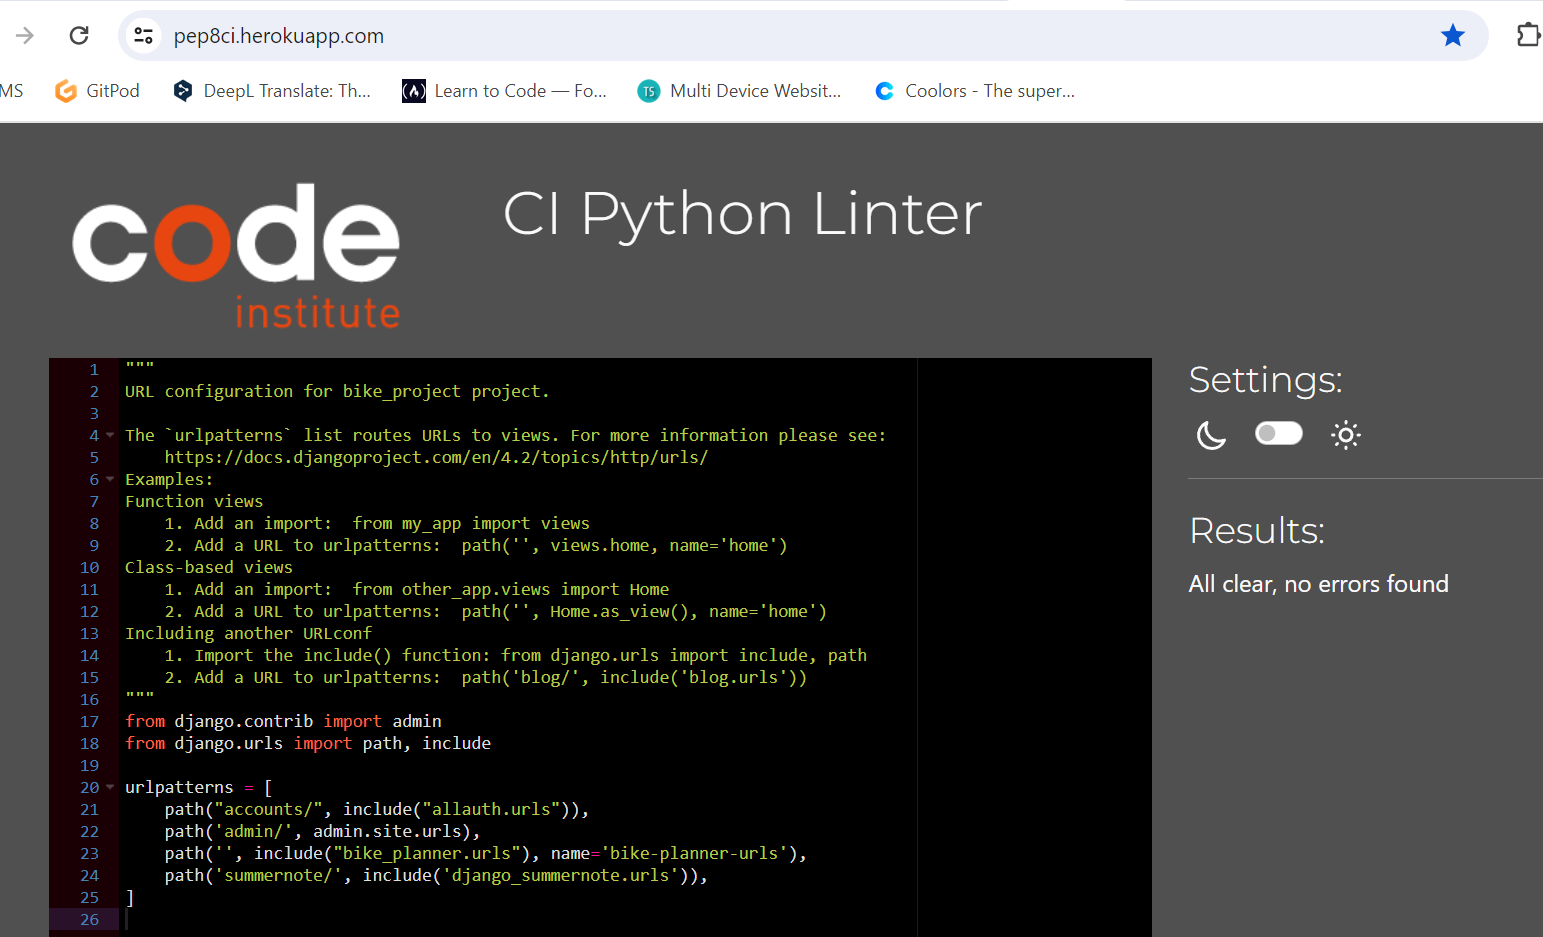 pep8ci.herokuapp.com
MS
GitPod
DeepL Translate: Th...
Learn to Code — Fo...
TS
Multi Device Websit...
Coolors - The super...
code
institute
CI Python Linter
1 """
2 URL configuration for bike_project project.
3
4 The `urlpatterns` list routes URLs to views. For more information please see:
5     https://docs.djangoproject.com/en/4.2/topics/http/urls/
6 Examples:
7 Function views
8     1. Add an import:  from my_app import views
9     2. Add a URL to urlpatterns:  path('', views.home, name='home')
10 Class-based views
11     1. Add an import:  from other_app.views import Home
12     2. Add a URL to urlpatterns:  path('', Home.as_view(), name='home')
13 Including another URLconf
14     1. Import the include() function: from django.urls import include, path
15     2. Add a URL to urlpatterns:  path('blog/', include('blog.urls'))
16 """
17 from django.contrib import admin
18 from django.urls import path, include
19
20 urlpatterns = [
21     path("accounts/", include("allauth.urls")),
22     path('admin/', admin.site.urls),
23     path('', include("bike_planner.urls"), name='bike-planner-urls'),
24     path('summernote/', include('django_summernote.urls')),
25 ]
26
Settings:
Results:
All clear, no errors found